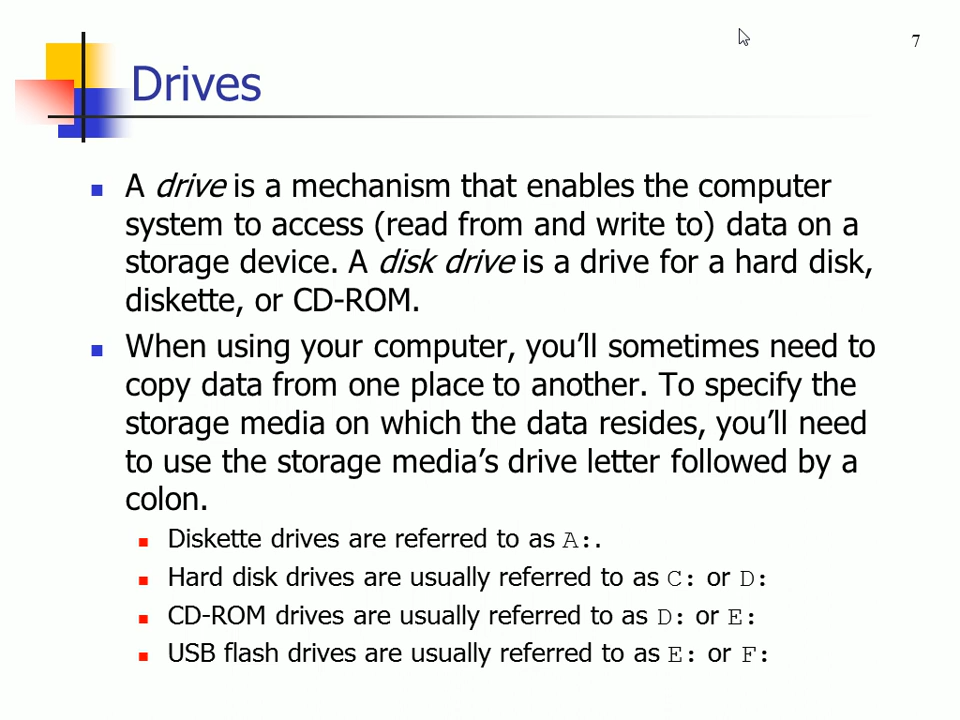 7
Drives
A drive is a mechanism that enables the computer
system to access (read from and write to) data on a
storage device. A disk drive is a drive for a hard disk,
diskette, or CD-ROM.
When using your computer, you’ll sometimes need to
copy data from one place to another. To specify the
storage media on which the data resides, you’ll need
to use the storage media’s drive letter followed by a
colon.
Diskette drives are referred to as A:.
Hard disk drives are usually referred to as C: or D:
CD-ROM drives are usually referred to as D: or E:
USB flash drives are usually referred to as E: or F: